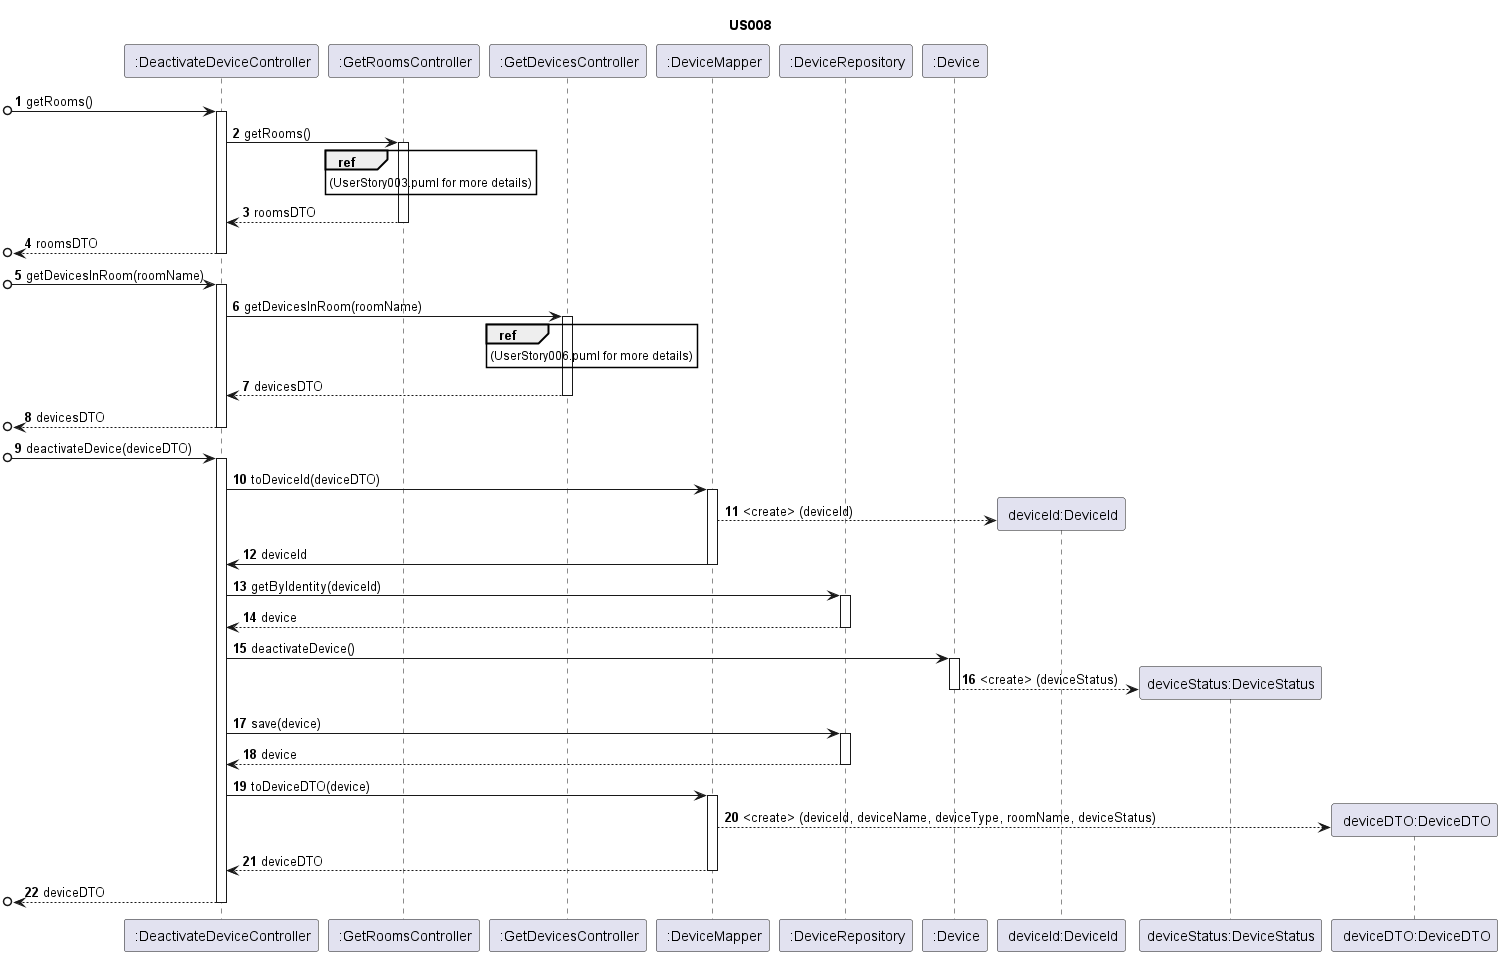 US008
:DeactivateDeviceController :GetRoomsController :GetDevicesController :DeviceMapper :DeviceRepository :Device
1 getRooms()
2 getRooms()
ref
(UserStory003.puml for more details)
3 roomsDTO
4 roomsDTO
5 getDevicesInRoom(roomName)
6 getDevicesInRoom(roomName)
ref
(UserStory006.puml for more details)
7 devicesDTO
8 devicesDTO
9 deactivateDevice(deviceDTO)
10 toDeviceId(deviceDTO)
11 <create> (deviceId) deviceId:DeviceId
12 deviceId
13 getByIdentity(deviceId)
14 device
15 deactivateDevice()
16 <create> (deviceStatus) deviceStatus:DeviceStatus
17 save(device)
18 device
19 toDeviceDTO(device)
20 <create> (deviceId, deviceName, deviceType, roomName, deviceStatus) deviceDTO:DeviceDTO
21 deviceDTO
22 deviceDTO
:DeactivateDeviceController :GetRoomsController :GetDevicesController :DeviceMapper :DeviceRepository :Device deviceId:DeviceId deviceStatus:DeviceStatus deviceDTO:DeviceDTO